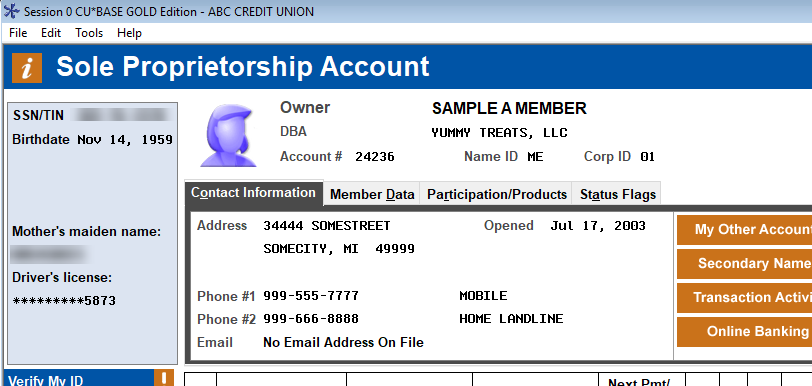 Session 0 CU*BASE GOLD Edition - ABC CREDIT UNION
File Edit Tools Help
i Sole Proprietorship Account
SSN/TIN
Birthdate Nov 14, 1959
Mother's maiden name:
Driver's license:
*********5873
Verify My ID
Owner SAMPLE A MEMBER
DBA YUMMY TREATS, LLC
Account # 24236 Name ID ME Corp ID 01
Contact Information Member Data Participation/Products Status Flags
Address 34444 SOMESTREET Opened Jul 17, 2003
SOMECITY, MI 49999
Phone #1 999-555-7777 MOBILE
Phone #2 999-666-8888 HOME LANDLINE
Email No Email Address On File
My Other Account
Secondary Name
Transaction Activi
Online Banking
Next Pmt/